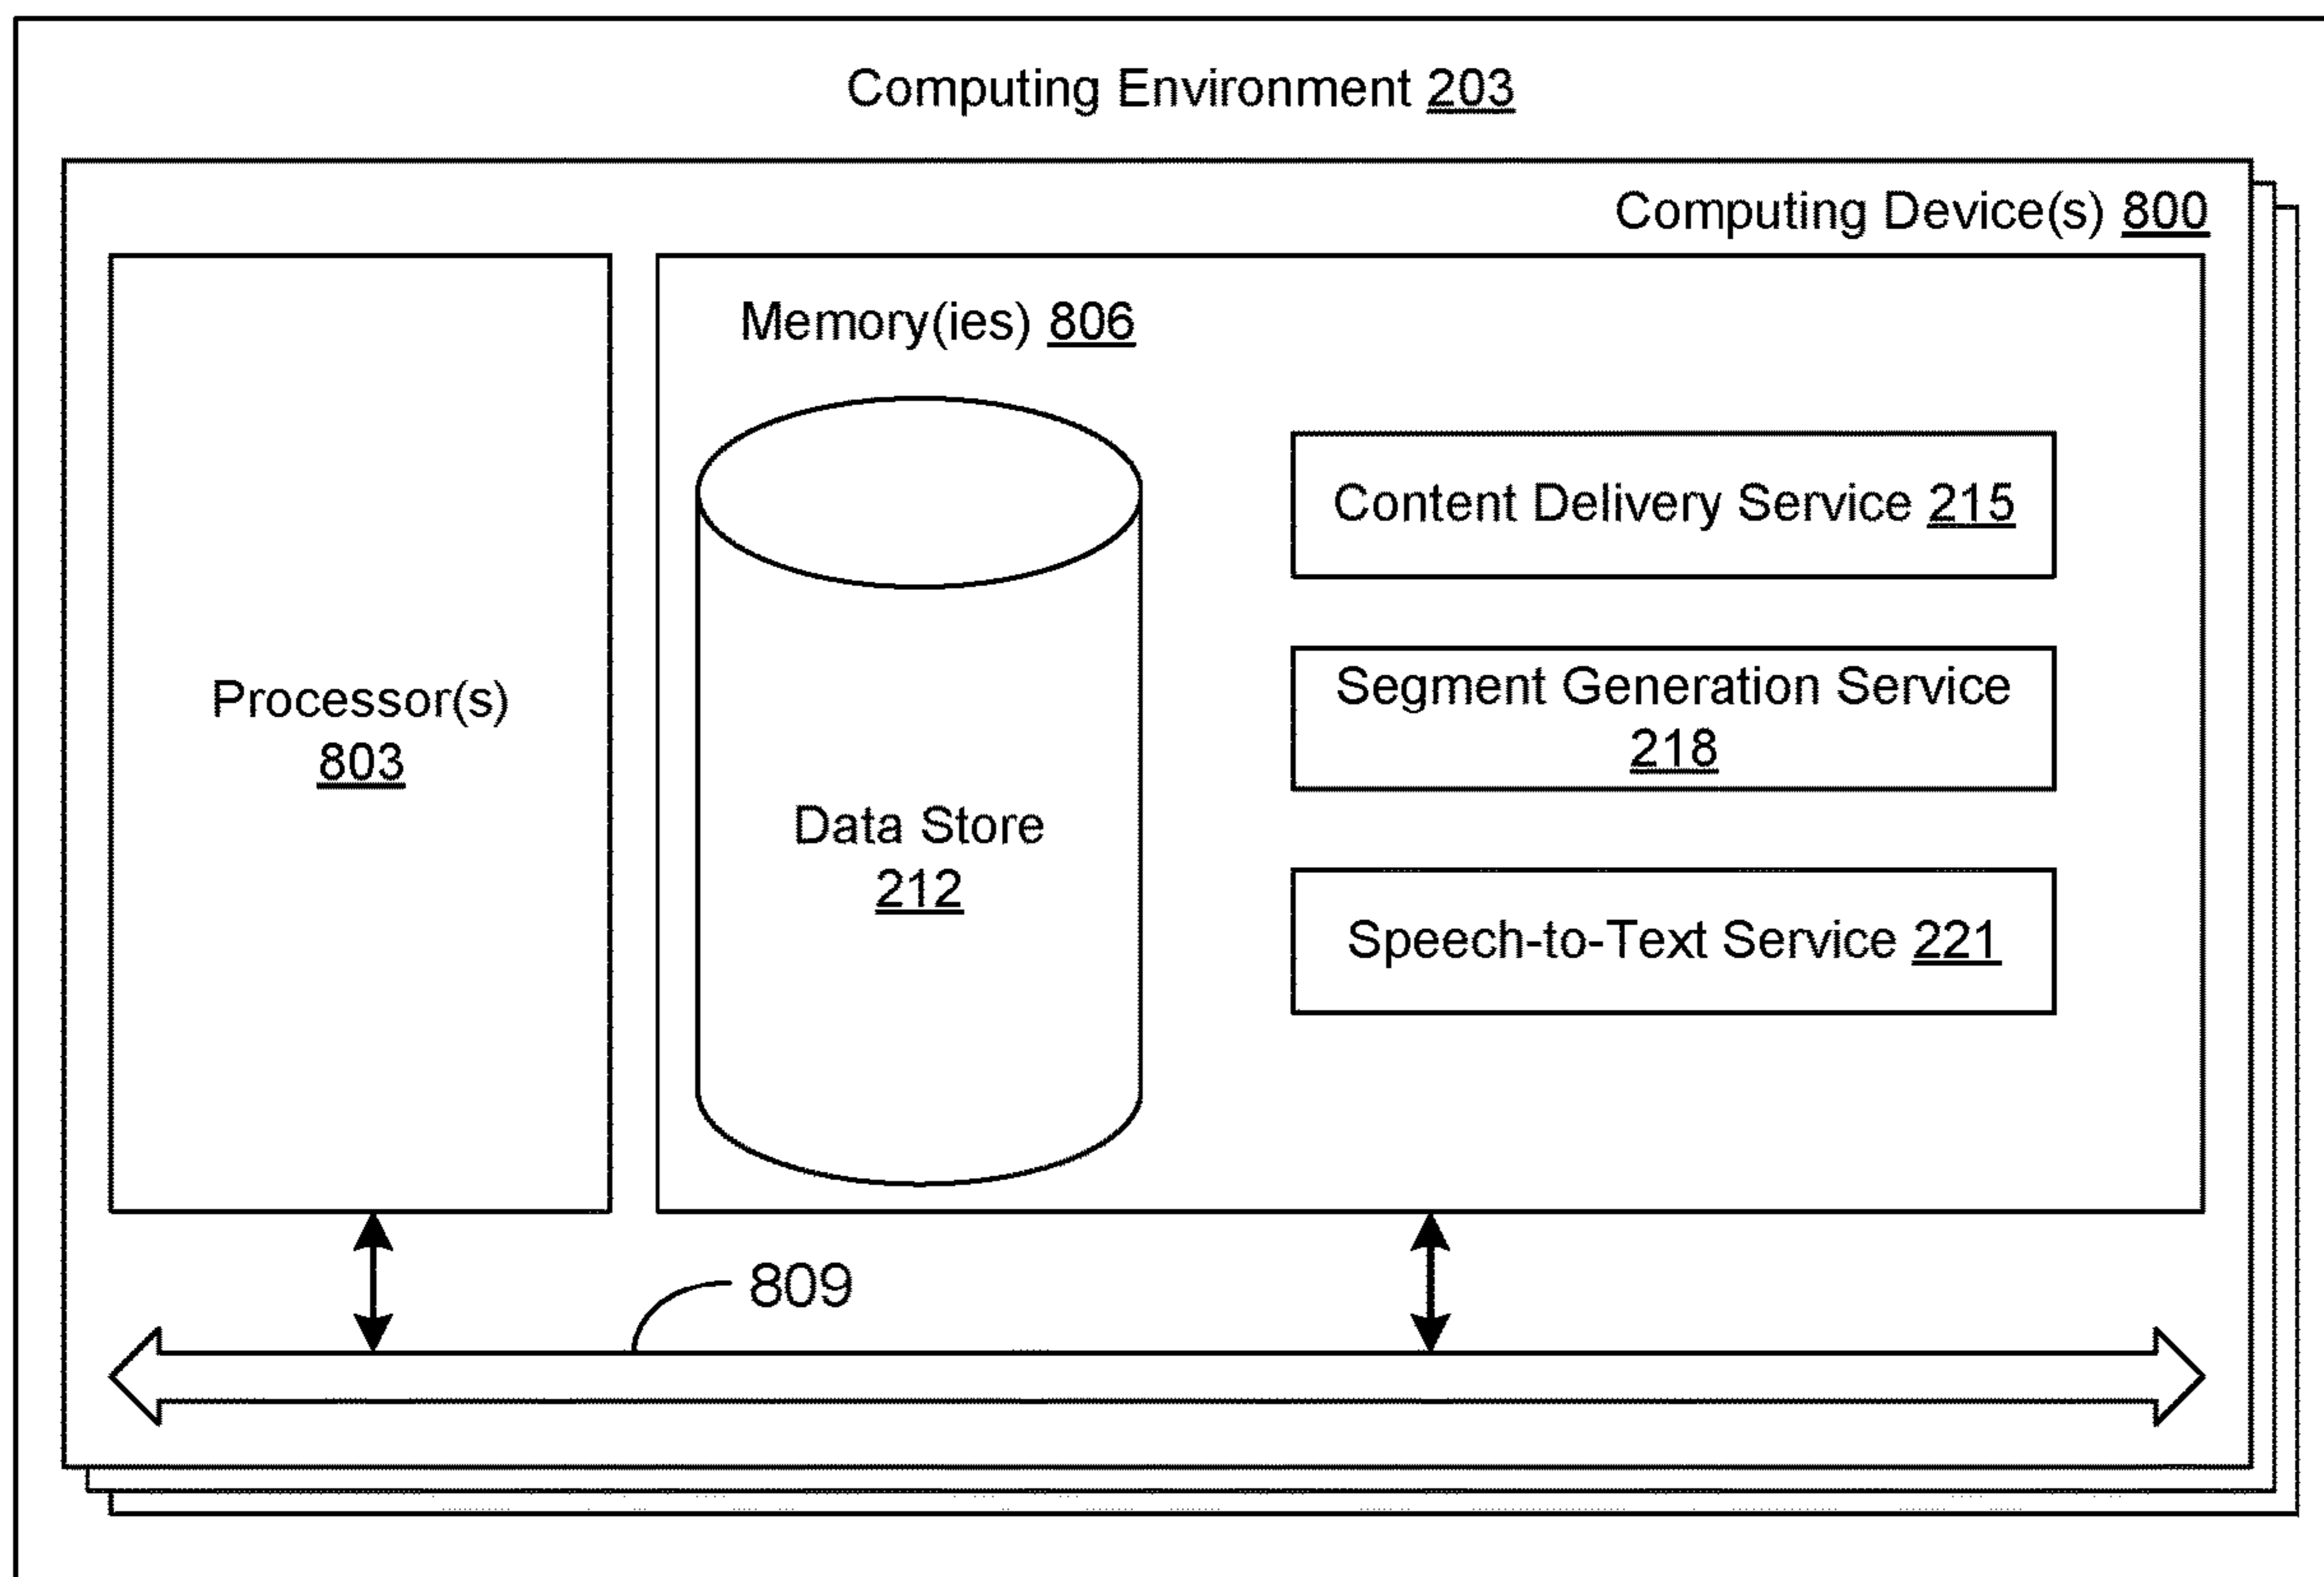 Computing Environment 203
Computing Device(s) 800
Processor(s)
803
Memory(ies) 806
Data Store
212
Content Delivery Service 215
Segment Generation Service
218
Speech-to-Text Service 221
809